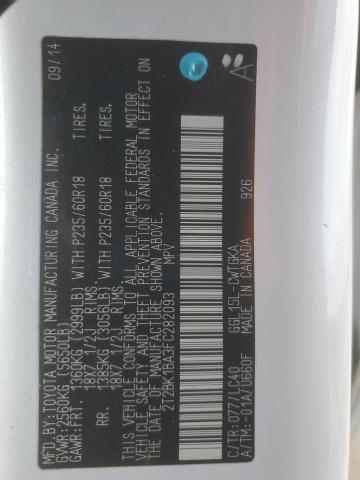 MFD. BY: TOYOTA MOTOR MANUFACTURING CANADA INC. 09/14
GVWR: 2560KG (5650LB)
GAWR: FRT. 1360KG (2999LB) WITH P235/60R18 TIRES,
18X7 1/2J RIMS,
RR. 1385KG (3056LB) WITH P235/60R18 TIRES,
18X7 1/2J RIMS,
THIS VEHICLE CONFORMS TO ALL APPLICABLE FEDERAL MOTOR
VEHICLE SAFETY AND THEFT PREVENTION STANDARDS IN EFFECT ON
THE DATE OF MANUFACTURE SHOWN ABOVE.
2T2BK1BA3FC282093 MPV
C/TR: 077/LC40 GGL15L-CWTGKA 926
A/TM: -01A/U660F MADE IN CANADA
A